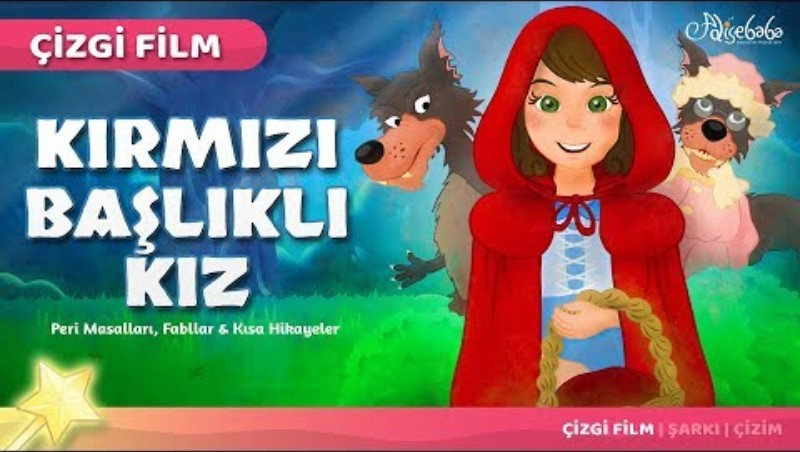 ÇİZGİ FİLM
Adisebaba
KIRMIZI
BAŞLIKLI
KIZ
Peri Masalları, Fabllar & Kısa Hikayeler
ÇİZGİ FİLM | ŞARKI | ÇİZİM